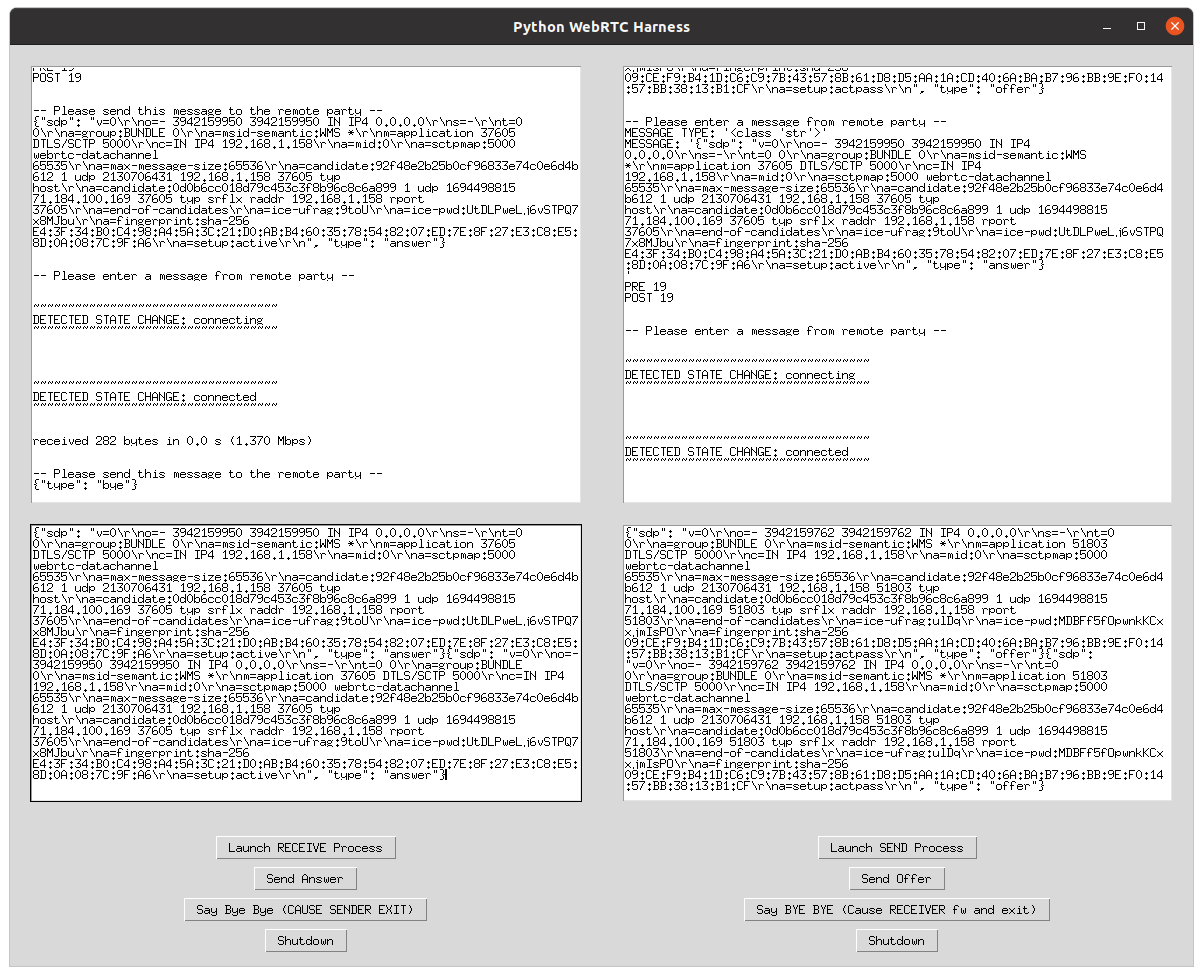 Python WebRTC Harness
PRE 19
POST 19
-- Please send this message to the remote party --
{"sdp": "v=0\r\no=- 3942159950 3942159950 IN IP4 0.0.0.0\r\ns=-\r\nt=0
0\r\na=group:BUNDLE 0\r\na=msid-semantic:WMS *\r\nm=application 37605
DTLS/SCTP 5000\r\nc=IN IP4 192.168.1.158\r\na=mid:0\r\na=sctpmap:5000
webrtc-datachannel
65535\r\na=max-message-size:65536\r\na=candidate:92f48e2b25b0cf96833e74c0e6d4b
612 1 udp 2130706431 192.168.1.158 37605 typ
host\r\na=candidate:0d0b6cc018d79c453c3f8b96c8c6a899 1 udp 1694498815
71.184.100.169 37605 typ srflx raddr 192.168.1.158 rport
37605\r\na=end-of-candidates\r\na=ice-ufrag:9toU\r\na=ice-pwd:UtDLPweLj6vSTPQ7
x8MJbu\r\na=fingerprint:sha-256
E4:3F:34:B0:C4:98:A4:5A:3C:21:D0:AB:B4:60:35:78:54:82:07:ED:7E:8F:27:E3:C8:E5:
8D:0A:08:7C:9F:A6\r\na=setup:active\r\n", "type": "answer"}
-- Please enter a message from remote party --
~~~~~~~~~~~~~~~~~~~~~~~~~~~~~~~~~~~
DETECTED STATE CHANGE: connecting
~~~~~~~~~~~~~~~~~~~~~~~~~~~~~~~~~~~
~~~~~~~~~~~~~~~~~~~~~~~~~~~~~~~~~~~
DETECTED STATE CHANGE: connected
~~~~~~~~~~~~~~~~~~~~~~~~~~~~~~~~~~~
received 282 bytes in 0.0 s (1.370 Mbps)
-- Please send this message to the remote party --
{"type": "bye"}
xjmIsPO\r\na=fingerprint:sha-256
09:CE:F9:B4:1D:C6:C9:7B:43:57:8B:61:D8:D5:AA:1A:CD:40:6A:BA:B7:96:BB:9E:F0:14
:57:BB:38:13:B1:CF\r\na=setup:actpass\r\n", "type": "offer"}
-- Please enter a message from remote party --
MESSAGE TYPE: '<class 'str'>'
MESSAGE: '{"sdp": "v=0\r\no=- 3942159950 3942159950 IN IP4
0.0.0.0\r\ns=-\r\nt=0 0\r\na=group:BUNDLE 0\r\na=msid-semantic:WMS
*\r\nm=application 37605 DTLS/SCTP 5000\r\nc=IN IP4
192.168.1.158\r\na=mid:0\r\na=sctpmap:5000 webrtc-datachannel
65535\r\na=max-message-size:65536\r\na=candidate:92f48e2b25b0cf96833e74c0e6d4
b612 1 udp 2130706431 192.168.1.158 37605 typ
host\r\na=candidate:0d0b6cc018d79c453c3f8b96c8c6a899 1 udp 1694498815
71.184.100.169 37605 typ srflx raddr 192.168.1.158 rport
37605\r\na=end-of-candidates\r\na=ice-ufrag:9toU\r\na=ice-pwd:UtDLPweLj6vSTPQ
7x8MJbu\r\na=fingerprint:sha-256
E4:3F:34:B0:C4:98:A4:5A:3C:21:D0:AB:B4:60:35:78:54:82:07:ED:7E:8F:27:E3:C8:E5
:8D:0A:08:7C:9F:A6\r\na=setup:active\r\n", "type": "answer"}
'
PRE 19
POST 19
-- Please enter a message from remote party --
~~~~~~~~~~~~~~~~~~~~~~~~~~~~~~~~~~~
DETECTED STATE CHANGE: connecting
~~~~~~~~~~~~~~~~~~~~~~~~~~~~~~~~~~~
~~~~~~~~~~~~~~~~~~~~~~~~~~~~~~~~~~~
DETECTED STATE CHANGE: connected
~~~~~~~~~~~~~~~~~~~~~~~~~~~~~~~~~~~
{"sdp": "v=0\r\no=- 3942159950 3942159950 IN IP4 0.0.0.0\r\ns=-\r\nt=0
0\r\na=group:BUNDLE 0\r\na=msid-semantic:WMS *\r\nm=application 37605
DTLS/SCTP 5000\r\nc=IN IP4 192.168.1.158\r\na=mid:0\r\na=sctpmap:5000
webrtc-datachannel
65535\r\na=max-message-size:65536\r\na=candidate:92f48e2b25b0cf96833e74c0e6d4b
612 1 udp 2130706431 192.168.1.158 37605 typ
host\r\na=candidate:0d0b6cc018d79c453c3f8b96c8c6a899 1 udp 1694498815
71.184.100.169 37605 typ srflx raddr 192.168.1.158 rport
37605\r\na=end-of-candidates\r\na=ice-ufrag:9toU\r\na=ice-pwd:UtDLPweLj6vSTPQ7
x8MJbu\r\na=fingerprint:sha-256
E4:3F:34:B0:C4:98:A4:5A:3C:21:D0:AB:B4:60:35:78:54:82:07:ED:7E:8F:27:E3:C8:E5:
8D:0A:08:7C:9F:A6\r\na=setup:active\r\n", "type": "answer"}{"sdp": "v=0\r\no=-
3942159950 3942159950 IN IP4 0.0.0.0\r\ns=-\r\nt=0 0\r\na=group:BUNDLE
0\r\na=msid-semantic:WMS *\r\nm=application 37605 DTLS/SCTP 5000\r\nc=IN IP4
192.168.1.158\r\na=mid:0\r\na=sctpmap:5000 webrtc-datachannel
65535\r\na=max-message-size:65536\r\na=candidate:92f48e2b25b0cf96833e74c0e6d4b
612 1 udp 2130706431 192.168.1.158 37605 typ
host\r\na=candidate:0d0b6cc018d79c453c3f8b96c8c6a899 1 udp 1694498815
71.184.100.169 37605 typ srflx raddr 192.168.1.158 rport
37605\r\na=end-of-candidates\r\na=ice-ufrag:9toU\r\na=ice-pwd:UtDLPweLj6vSTPQ7
x8MJbu\r\na=fingerprint:sha-256
E4:3F:34:B0:C4:98:A4:5A:3C:21:D0:AB:B4:60:35:78:54:82:07:ED:7E:8F:27:E3:C8:E5:
8D:0A:08:7C:9F:A6\r\na=setup:active\r\n", "type": "answer"}
{"sdp": "v=0\r\no=- 3942159762 3942159762 IN IP4 0.0.0.0\r\ns=-\r\nt=0
0\r\na=group:BUNDLE 0\r\na=msid-semantic:WMS *\r\nm=application 51803
DTLS/SCTP 5000\r\nc=IN IP4 192.168.1.158\r\na=mid:0\r\na=sctpmap:5000
webrtc-datachannel
65535\r\na=max-message-size:65536\r\na=candidate:92f48e2b25b0cf96833e74c0e6d4
b612 1 udp 2130706431 192.168.1.158 51803 typ
host\r\na=candidate:0d0b6cc018d79c453c3f8b96c8c6a899 1 udp 1694498815
71.184.100.169 51803 typ srflx raddr 192.168.1.158 rport
51803\r\na=end-of-candidates\r\na=ice-ufrag:ulDq\r\na=ice-pwd:MDBFf5fOpwnkKCx
xjmIsPO\r\na=fingerprint:sha-256
09:CE:F9:B4:1D:C6:C9:7B:43:57:8B:61:D8:D5:AA:1A:CD:40:6A:BA:B7:96:BB:9E:F0:14
:57:BB:38:13:B1:CF\r\na=setup:actpass\r\n", "type": "offer"}{"sdp":
"v=0\r\no=- 3942159762 3942159762 IN IP4 0.0.0.0\r\ns=-\r\nt=0
0\r\na=group:BUNDLE 0\r\na=msid-semantic:WMS *\r\nm=application 51803
DTLS/SCTP 5000\r\nc=IN IP4 192.168.1.158\r\na=mid:0\r\na=sctpmap:5000
webrtc-datachannel
65535\r\na=max-message-size:65536\r\na=candidate:92f48e2b25b0cf96833e74c0e6d4
b612 1 udp 2130706431 192.168.1.158 51803 typ
host\r\na=candidate:0d0b6cc018d79c453c3f8b96c8c6a899 1 udp 1694498815
71.184.100.169 51803 typ srflx raddr 192.168.1.158 rport
51803\r\na=end-of-candidates\r\na=ice-ufrag:ulDq\r\na=ice-pwd:MDBFf5fOpwnkKCx
xjmIsPO\r\na=fingerprint:sha-256
09:CE:F9:B4:1D:C6:C9:7B:43:57:8B:61:D8:D5:AA:1A:CD:40:6A:BA:B7:96:BB:9E:F0:14
:57:BB:38:13:B1:CF\r\na=setup:actpass\r\n", "type": "offer"}
Launch RECEIVE Process
Send Answer
Say Bye Bye (CAUSE SENDER EXIT)
Shutdown
Launch SEND Process
Send Offer
Say BYE BYE (Cause RECEIVER fw and exit)
Shutdown